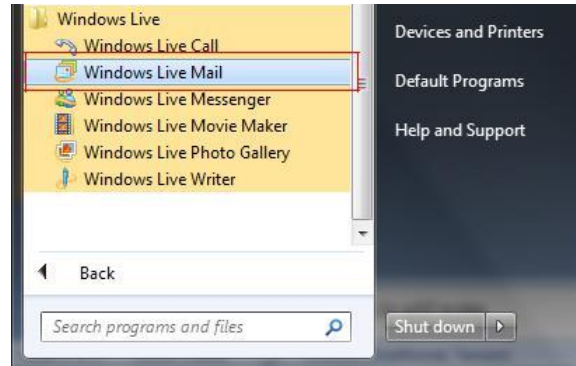 Windows Live
Windows Live Call
Windows Live Mail
Windows Live Messenger
Windows Live Movie Maker
Windows Live Photo Gallery
Windows Live Writer
Back
Search programs and files
Devices and Printers
Default Programs
Help and Support
Shut down